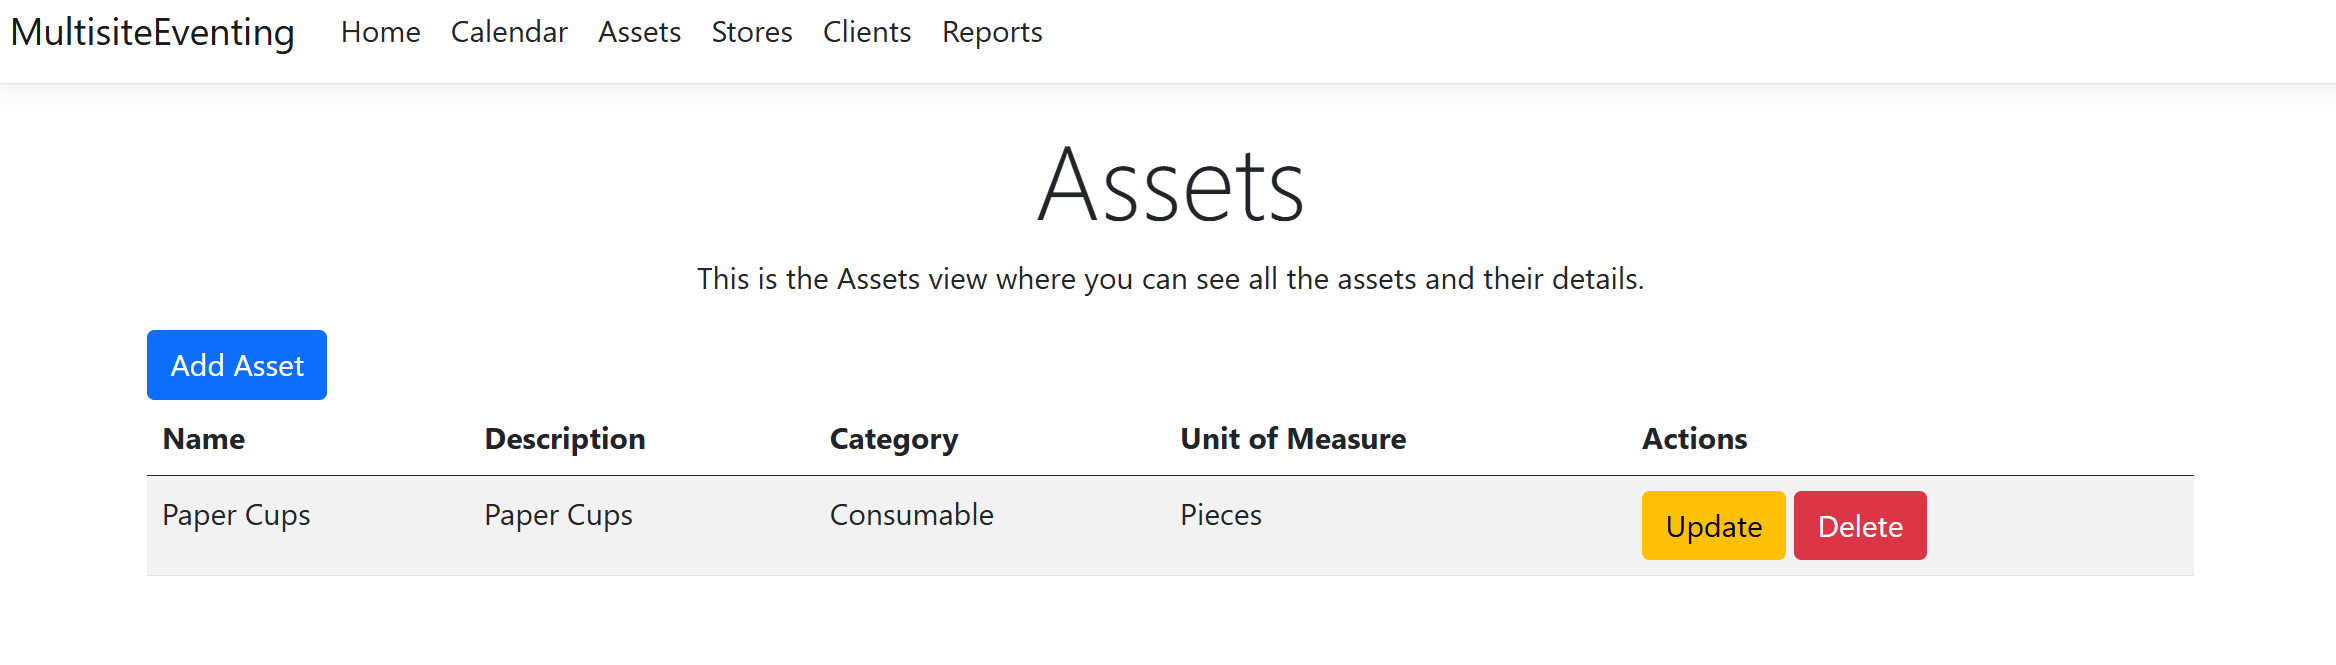 MultisiteEventing Home Calendar Assets Stores Clients Reports
Assets
This is the Assets view where you can see all the assets and their details.
Add Asset
Name Description Category Unit of Measure Actions
Paper Cups Paper Cups Consumable Pieces Update Delete